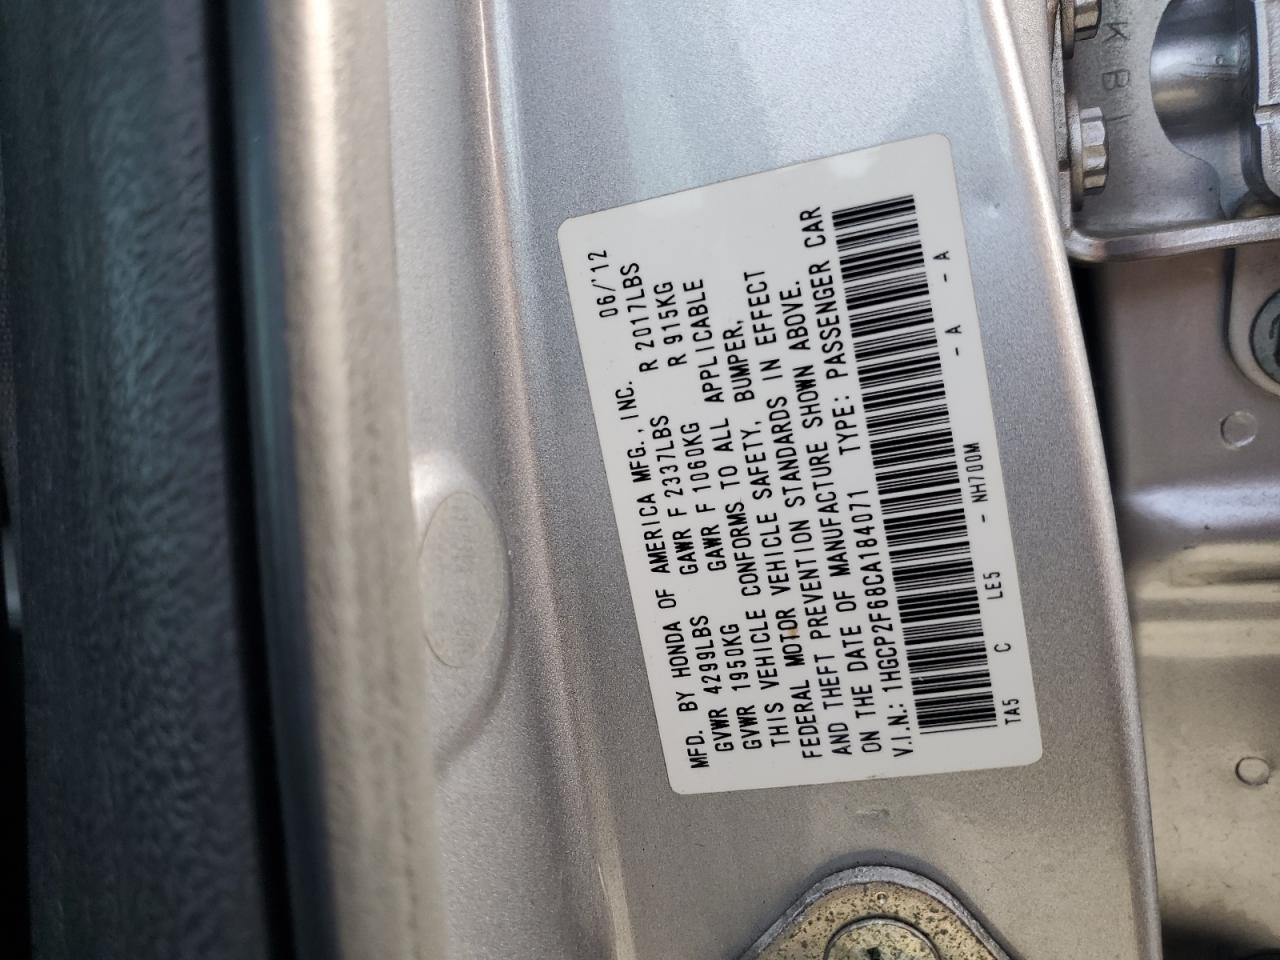 MFD. BY HONDA OF AMERICA MFG., INC. 06/'12
GVWR 4299LBS GAWR F 2337LBS R 2017LBS
GVWR 1950KG GAWR F 1060KG R 915KG
THIS VEHICLE CONFORMS TO ALL APPLICABLE
FEDERAL MOTOR VEHICLE SAFETY, BUMPER,
AND THEFT PREVENTION STANDARDS IN EFFECT
ON THE DATE OF MANUFACTURE SHOWN ABOVE.
V.I.N.: 1HGCP2F68CA184071 TYPE: PASSENGER CAR
TA5 C LE5 - NH700M - A - A
K B I